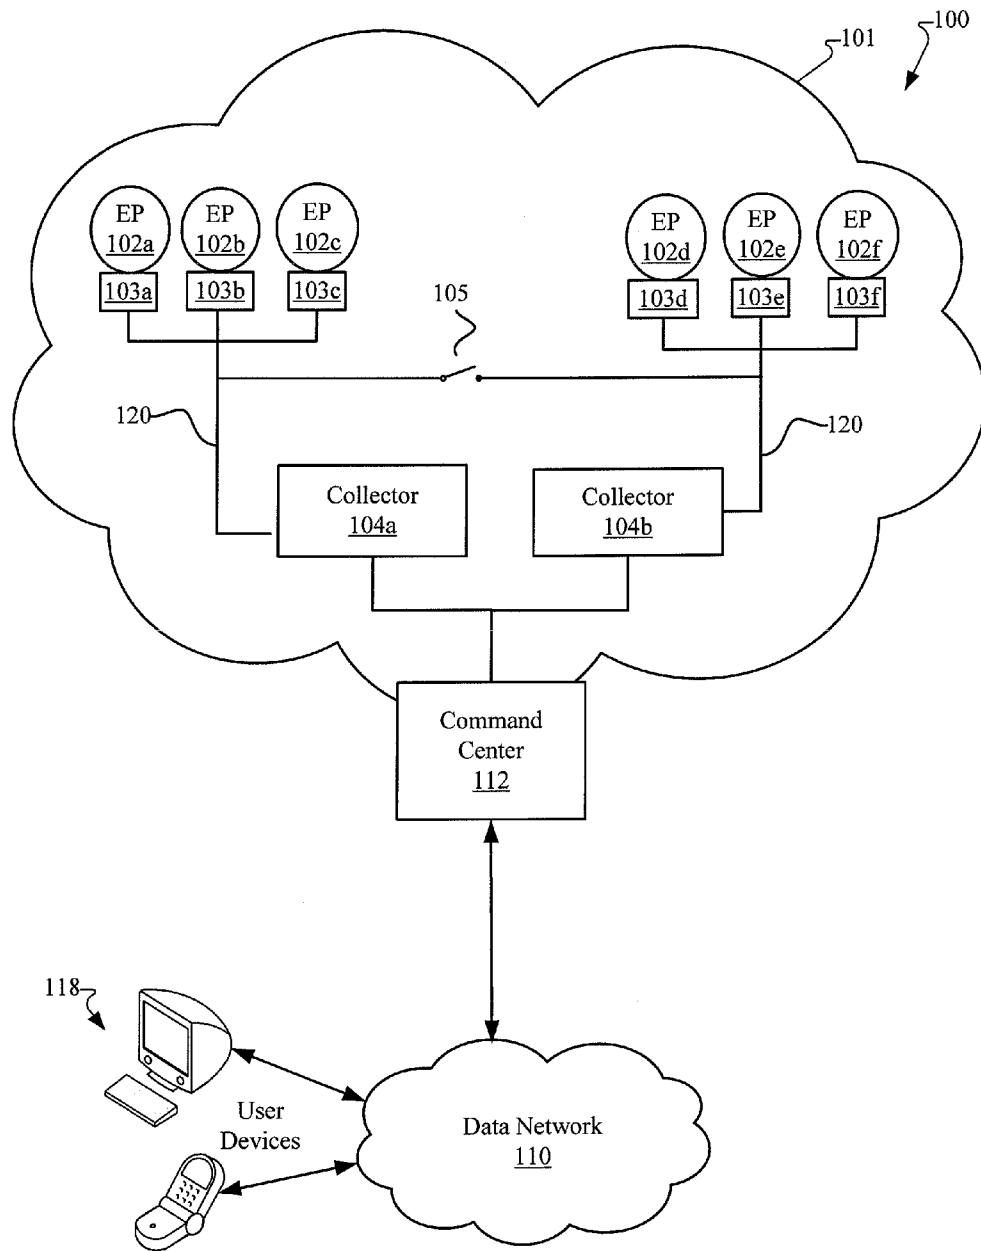 100
101
EP
102a
EP
102b
EP
102c
EP
102d
EP
102e
EP
102f
103a
103b
103c
103d
103e
103f
105
120
120
Collector
104a
Collector
104b
Command
Center
112
118
User
Devices
Data Network
110